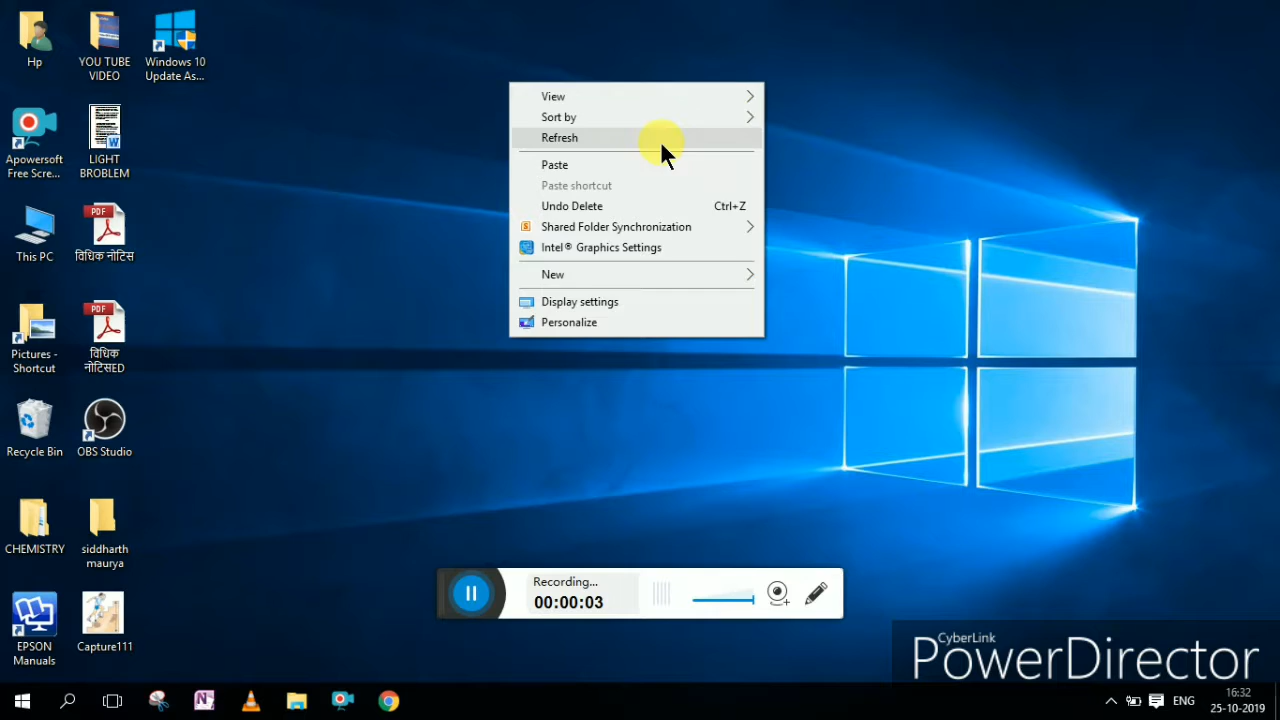 Hp
YOU TUBE
VIDEO
Windows 10
Update As...
Apowersoft
Free Scre...
LIGHT
BROBLEM
This PC
PDF
विधिक नोटिस
Pictures -
Shortcut
PDF
विधिक
नोटिसED
Recycle Bin
OBS Studio
CHEMISTRY
siddharth
maurya
EPSON
Manuals
Capture111
View
Sort by
Refresh
Paste
Paste shortcut
Undo Delete Ctrl+Z
Shared Folder Synchronization
Intel® Graphics Settings
New
Display settings
Personalize
Recording...
00:00:03
CyberLink
PowerDirector
ENG
16:32
25-10-2019